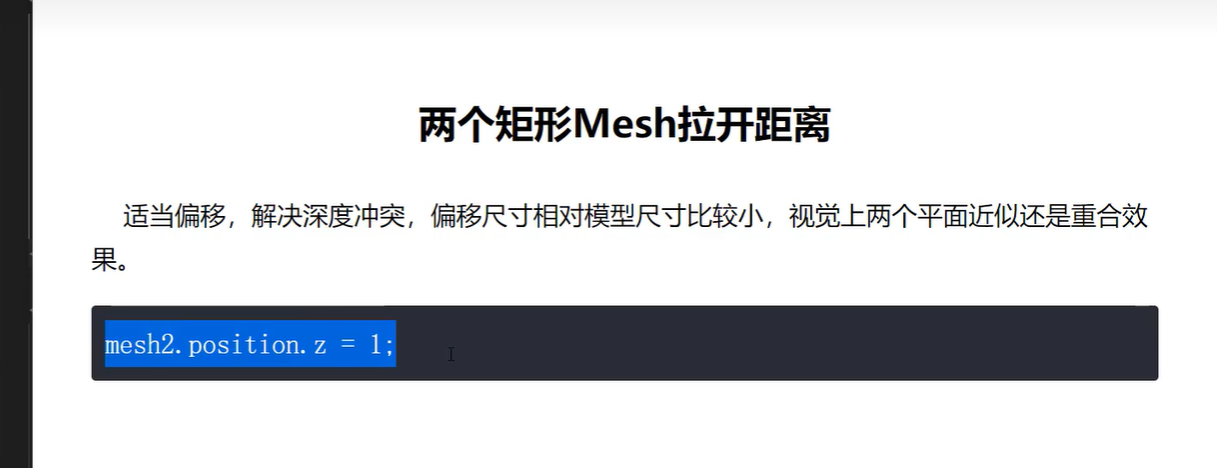 两个矩形Mesh拉开距离
适当偏移，解决深度冲突，偏移尺寸相对模型尺寸比较小，视觉上两个平面近似还是重合效
果。
mesh2.position.z = 1;